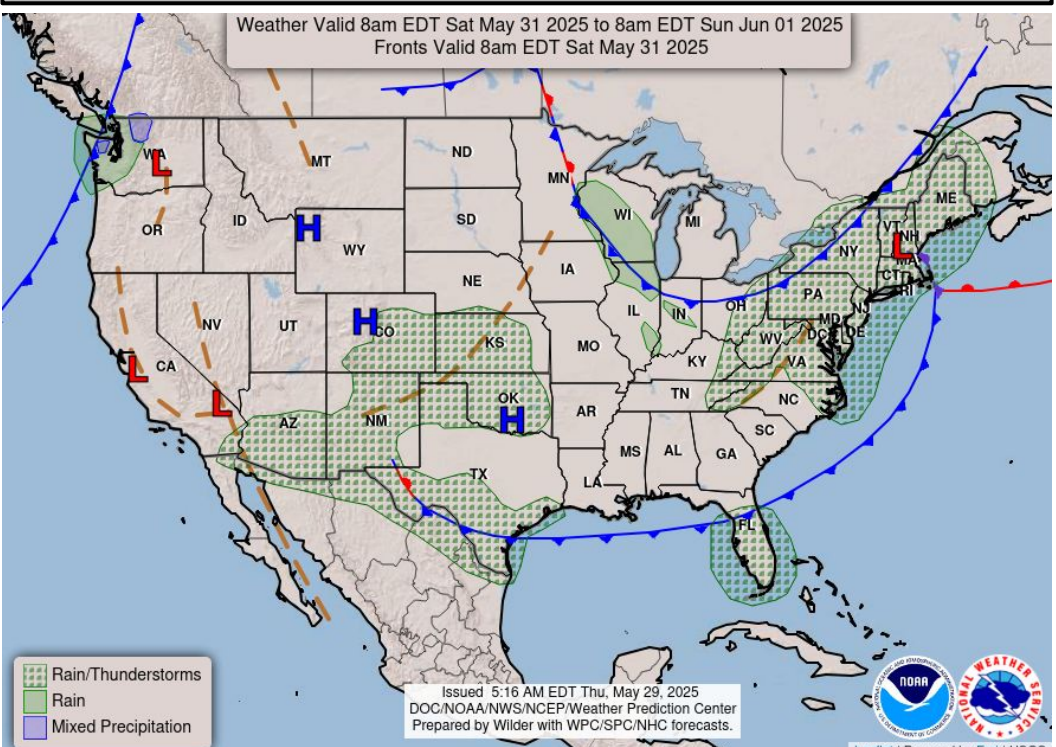 Weather Valid 8am EDT Sat May 31 2025 to 8am EDT Sun Jun 01 2025
Fronts Valid 8am EDT Sat May 31 2025
WA
L
MT
ND
MN
OR
ID
H
WY
SD
WI
MI
VT
NH
L
ME
MA
NY
CT
RI
NE
IA
PA
NJ
NV
UT
H
CO
KS
IL
IN
OH
MD
DE
DC
WV
VA
MO
KY
L
CA
L
AZ
NM
OK
H
AR
TN
NC
SC
TX
LA
MS
AL
GA
FL
Rain/Thunderstorms
Rain
Mixed Precipitation
Issued 5:16 AM EDT Thu, May 29, 2025
DOC/NOAA/NWS/NCEP/Weather Prediction Center
Prepared by Wilder with WPC/SPC/NHC forecasts.
NOAA
NATIONAL WEATHER SERVICE